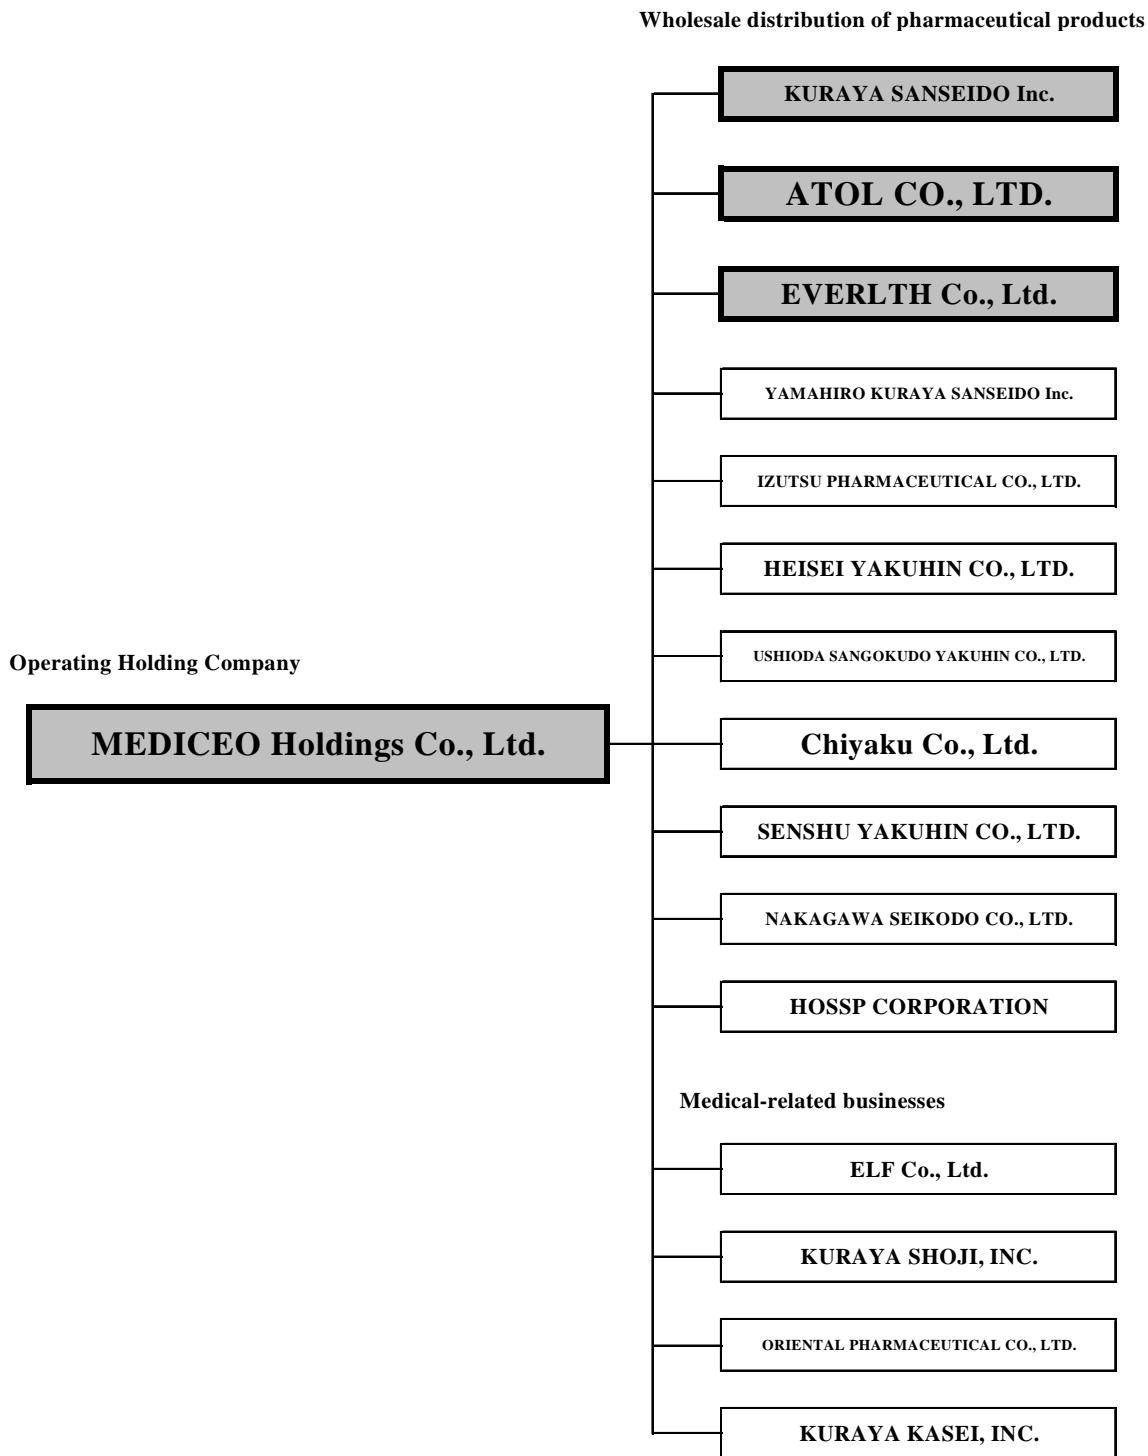 Wholesale distribution of pharmaceutical products
KURAYA SANSEIDO Inc.
ATOL CO., LTD.
EVERLTH Co., Ltd.
YAMAHIRO KURAYA SANSEIDO Inc.
IZUTSU PHARMACEUTICAL CO., LTD.
HEISEI YAKUHIN CO., LTD.
USHIODA SANGOKUDO YAKUHIN CO., LTD.
Operating Holding Company
MEDICEO Holdings Co., Ltd.
Chiyaku Co., Ltd.
SENSHU YAKUHIN CO., LTD.
NAKAGAWA SEIKODO CO., LTD.
HOSSP CORPORATION
Medical-related businesses
ELF Co., Ltd.
KURAYA SHOJI, INC.
ORIENTAL PHARMACEUTICAL CO., LTD.
KURAYA KASEI, INC.